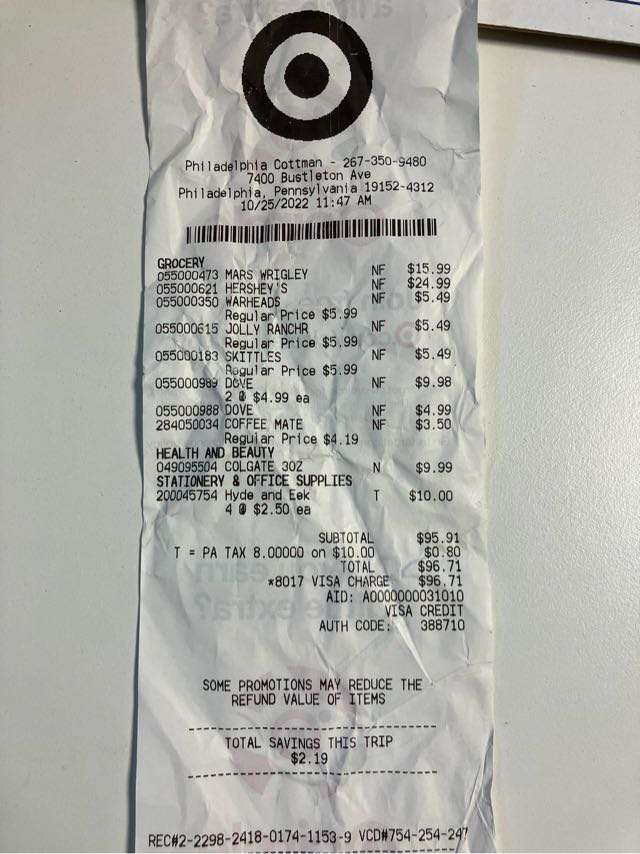 Philadelphia Cottman - 267-350-9480
7400 Bustleton Ave
Philadelphia, Pennsylvania 19152-4312
10/25/2022 11:47 AM
GROCERY
055000473 MARS WRIGLEY NF $15.99
055000621 HERSHEY'S NF $24.99
055000350 WARHEADS NF $5.49
Regular Price $5.99
055000615 JOLLY RANCHR NF $5.49
Regular Price $5.99
055000183 SKITTLES NF $5.49
Regular Price $5.99
055000989 DOVE NF $9.98
2 @ $4.99 ea
055000988 DOVE NF $4.99
284050034 COFFEE MATE NF $3.50
Regular Price $4.19
HEALTH AND BEAUTY
049095504 COLGATE 3OZ N $9.99
STATIONERY & OFFICE SUPPLIES
200045754 Hyde and Eek T $10.00
4 @ $2.50 ea
SUBTOTAL $95.91
T = PA TAX 8.00000 on $10.00 $0.80
TOTAL $96.71
*8017 VISA CHARGE $96.71
AID: A0000000031010
VISA CREDIT
AUTH CODE: 388710
SOME PROMOTIONS MAY REDUCE THE
REFUND VALUE OF ITEMS
TOTAL SAVINGS THIS TRIP
$2.19
REC#2-2298-2418-0174-1153-9 VCD#754-254-247